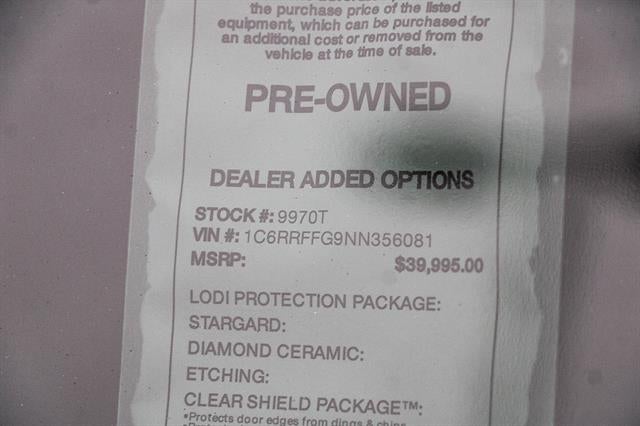 the purchase price of the listed
equipment, which can be purchased for
an additional cost or removed from the
vehicle at the time of sale.
PRE-OWNED
DEALER ADDED OPTIONS
STOCK #: 9970T
VIN #: 1C6RRFFG9NN356081
MSRP: $39,995.00
LODI PROTECTION PACKAGE:
STARGARD:
DIAMOND CERAMIC:
ETCHING:
CLEAR SHIELD PACKAGE™:
•Protects door edges from dings & chips